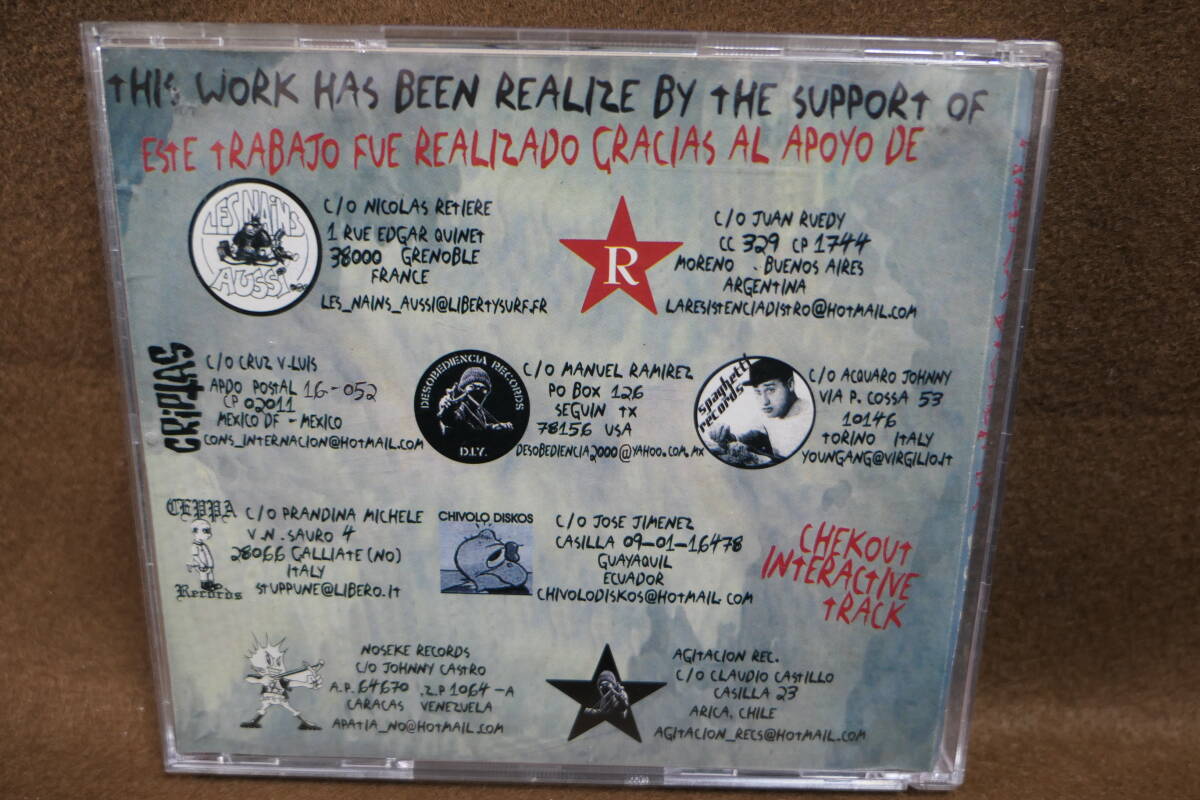 THIS WORK HAS BEEN REALIZE BY THE SUPPORT OF
ESTE TRABAJO FUE REALIZADO GRACIAS AL APOYO DE
LES NAINS
AUSSI
C/O NICOLAS RETIERE
1 RUE EDGAR QUINET
38000 GRENOBLE
FRANCE
LES_NAINS_AUSSI@LIBERTYSURF.FR
R
C/O JUAN RUEDY
CC 329 CP 1744
MORENO . BUENOS AIRES
ARGENTINA
LARESISTENCIADISTRO@HOTMAIL.COM
CRIPTAS
C/O CRUZ V.LUIS
APDO POSTAL 16-052
CP 02011
MEXICO DF - MEXICO
CONS_INTERNACION@HOTMAIL.COM
DESOBEDIENCIA RECORDS
D.I.Y.
C/O MANUEL RAMIREZ
PO BOX 126
SEGUIN TX
78156 USA
DESOBEDIENCIA2000@YAHOO.COM.MX
spaghetti
records
C/O ACQUARO JOHNNY
VIA P. COSSA 53
10146
TORINO ITALY
YOUNGANG@VIRGILIO.IT
CEPPA
Records
C/O PRANDINA MICHELE
V.N. SAURO 4
28066 GALLIATE (NO)
ITALY
STUPPUNE@LIBERO.IT
CHIVOLO DISKOS
C/O JOSE JIMENEZ
CASILLA 09-01-16478
GUAYAQUIL
ECUADOR
CHIVOLODISKOS@HOTMAIL.COM
CHEKOUT
INTERACTIVE
TRACK
NOSEKE RECORDS
C/O JOHNNY CASTRO
A.P. 64670 .Z.P 1064-A
CARACAS VENEZUELA
APATIA_NO@HOTMAIL.COM
AGITACION REC.
C/O CLAUDIO CASTILLO
CASILLA 23
ARICA, CHILE
AGITACION_RECS@HOTMAIL.COM